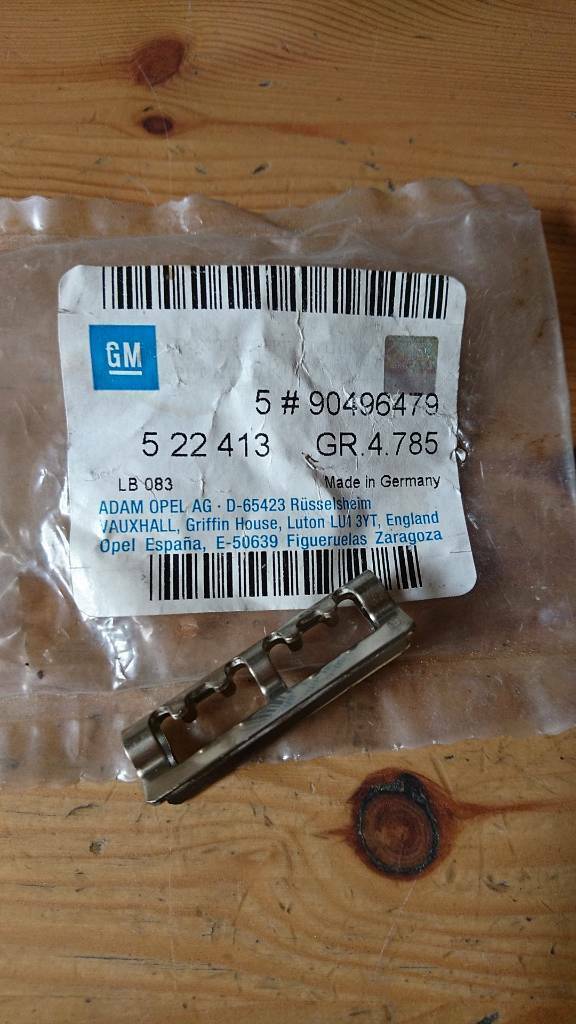 GM
5 # 90496479
5 22 413 GR.4.785
LB 083 Made in Germany
ADAM OPEL AG · D-65423 Rüsselsheim
VAUXHALL, Griffin House, Luton LU1 3YT, England
Opel España, E-50639 Figueruelas Zaragoza